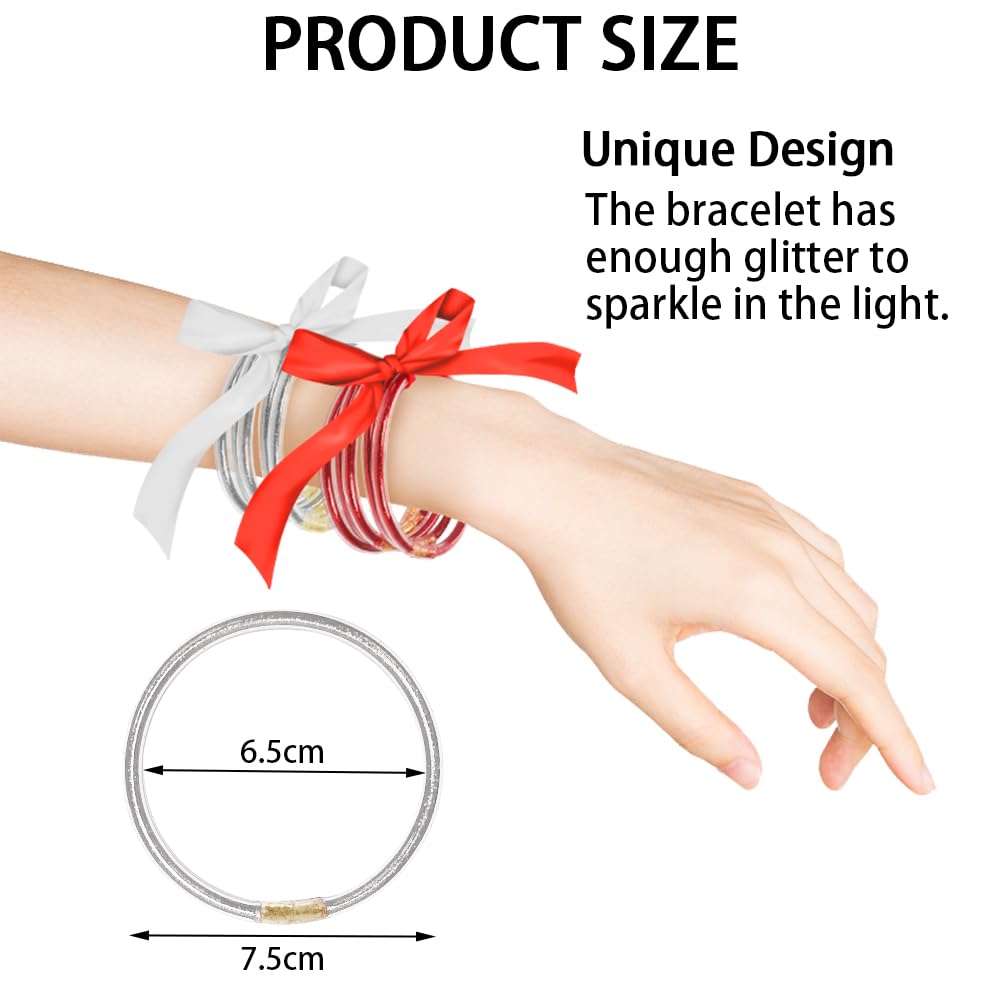 PRODUCT SIZE
Unique Design
The bracelet has
enough glitter to
sparkle in the light.
6.5cm
7.5cm